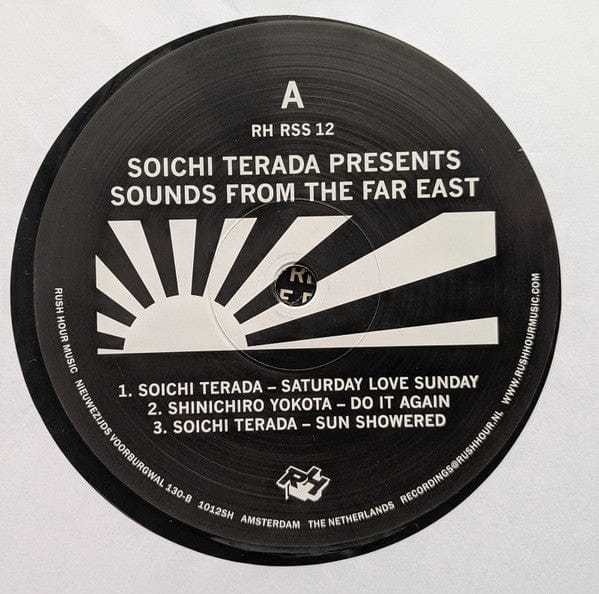 A
RH RSS 12
SOICHI TERADA PRESENTS
SOUNDS FROM THE FAR EAST
1. SOICHI TERADA – SATURDAY LOVE SUNDAY
2. SHINICHIRO YOKOTA – DO IT AGAIN
3. SOICHI TERADA – SUN SHOWERED
RH
RUSH HOUR MUSIC NIEUWEZIJDS VOORBURGWAL 130-B 1012SH AMSTERDAM THE NETHERLANDS RECORDINGS@RUSHHOUR.NL WWW.RUSHHOURMUSIC.COM